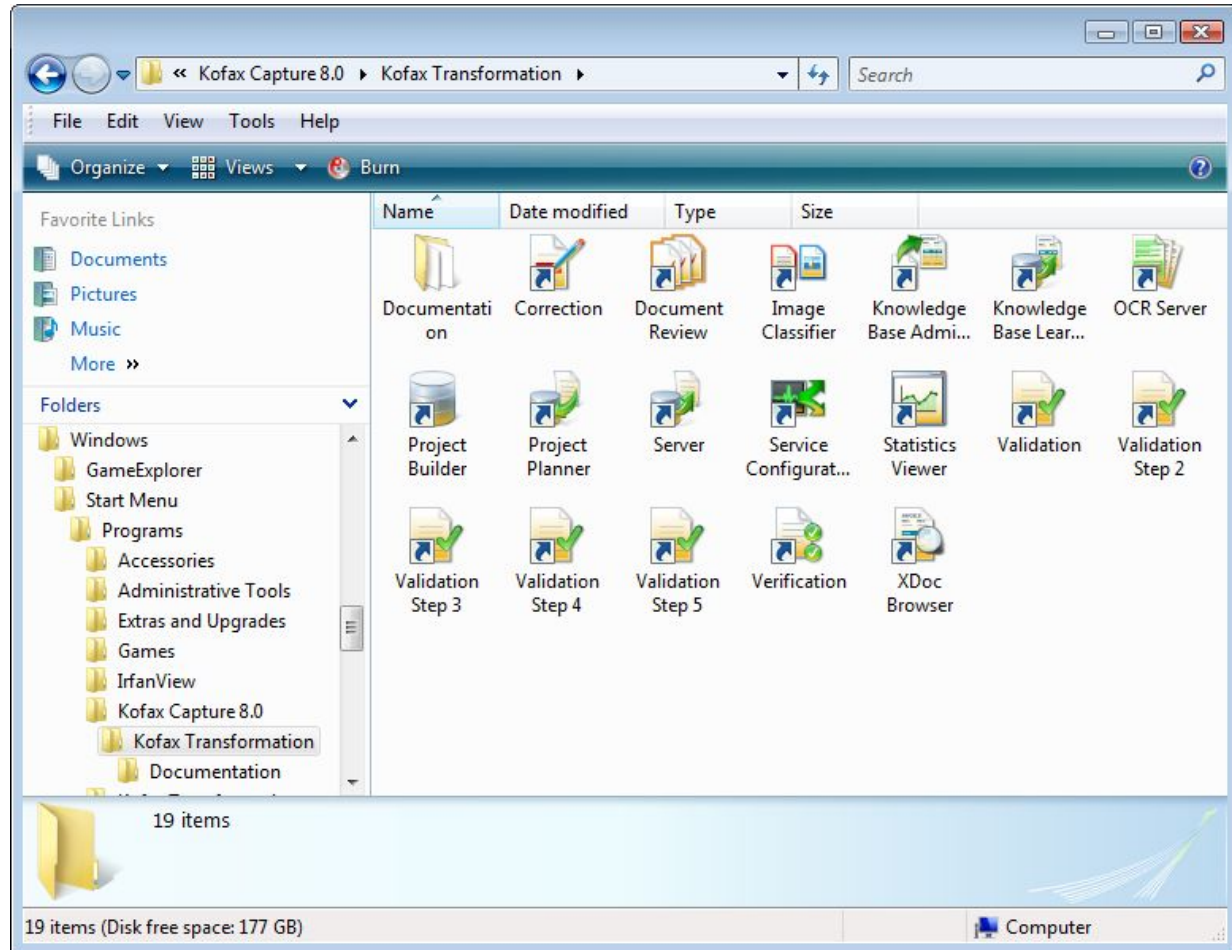 « Kofax Capture 8.0 ▸ Kofax Transformation ▸
Search
File Edit View Tools Help
Organize Views Burn
Favorite Links
Documents
Pictures
Music
More »
Folders
Windows
GameExplorer
Start Menu
Programs
Accessories
Administrative Tools
Extras and Upgrades
Games
IrfanView
Kofax Capture 8.0
Kofax Transformation
Documentation
Name Date modified Type Size
Documentati
on
Correction
Document
Review
Image
Classifier
Knowledge
Base Admi...
Knowledge
Base Lear...
OCR Server
Project
Builder
Project
Planner
Server
Service
Configurat...
Statistics
Viewer
Validation
Validation
Step 2
Validation
Step 3
Validation
Step 4
Validation
Step 5
Verification
XDoc
Browser
19 items
19 items (Disk free space: 177 GB)
Computer